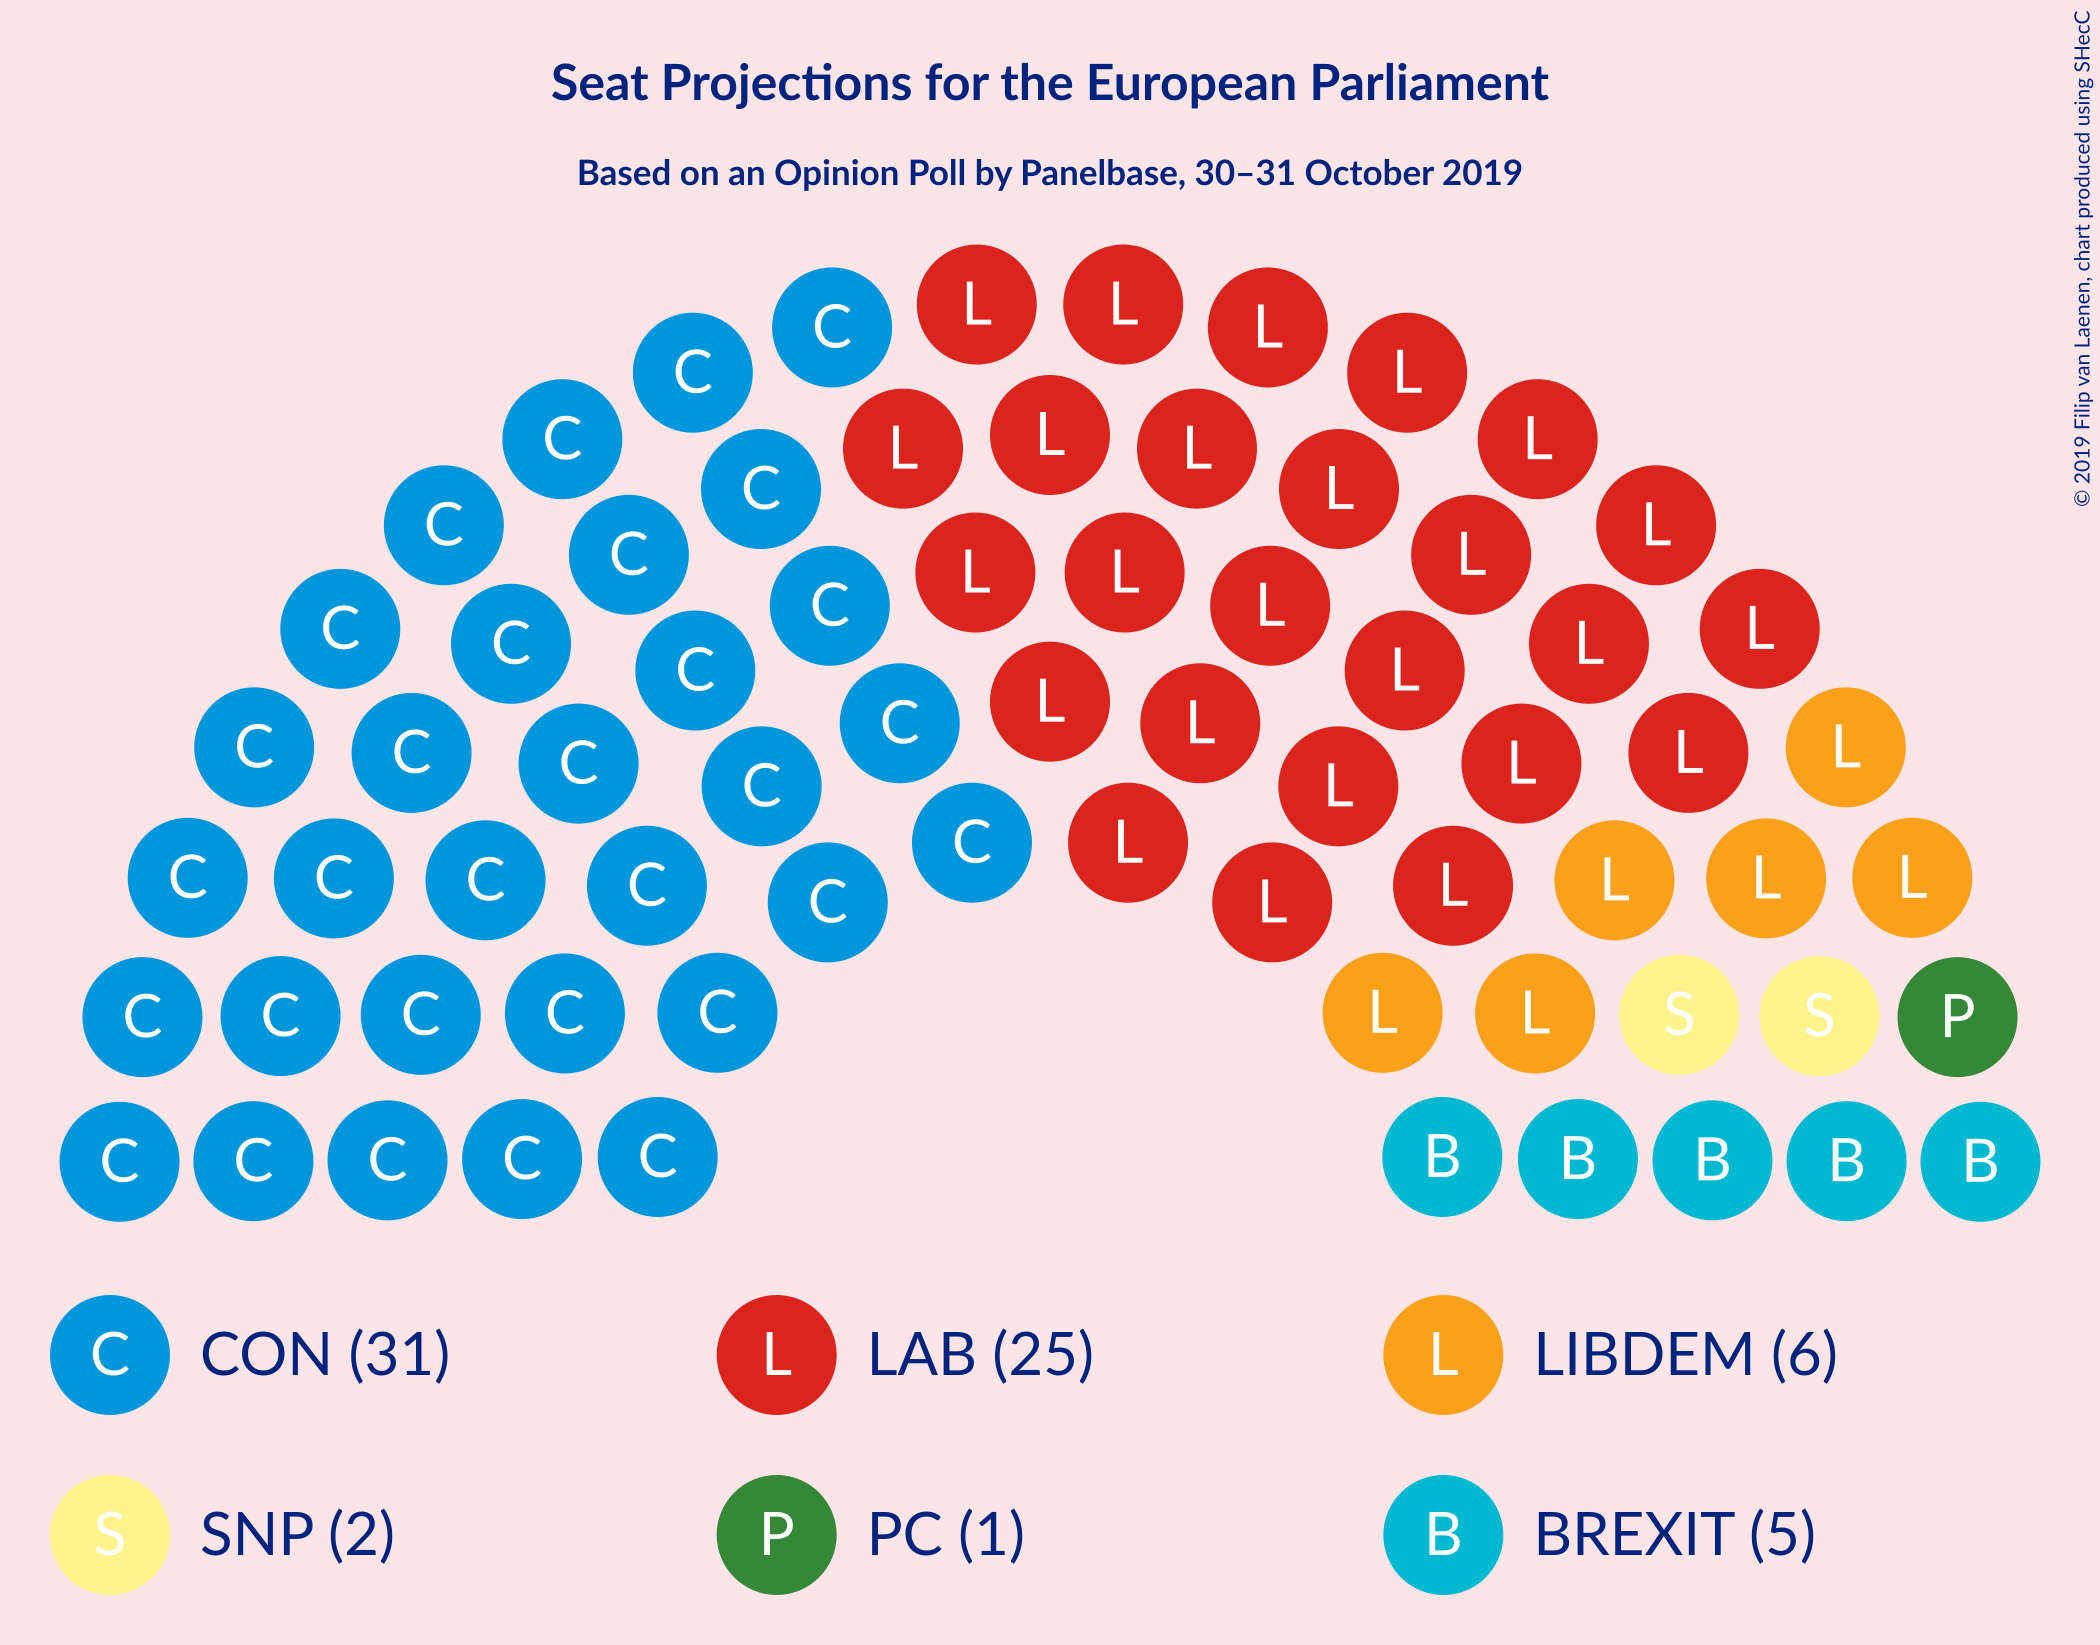 Seat Projections for the European Parliament
Based on an Opinion Poll by Panelbase, 30–31 October 2019
© 2019 Filip van Laenen, chart produced using SHecC
L L
C L
C L
C L
C L L L C L
C L
C L L C L
C L
C L L C L
C L
C L C L
C L C L
C L C L
C L
C C C L L L
C L C L
C C C C C L
C C C C L L
C C S S C C P
C C C C C B B B B B
C CON (31) L LAB (25) L LIBDEM (6)
S SNP (2) P PC (1) B BREXIT (5)